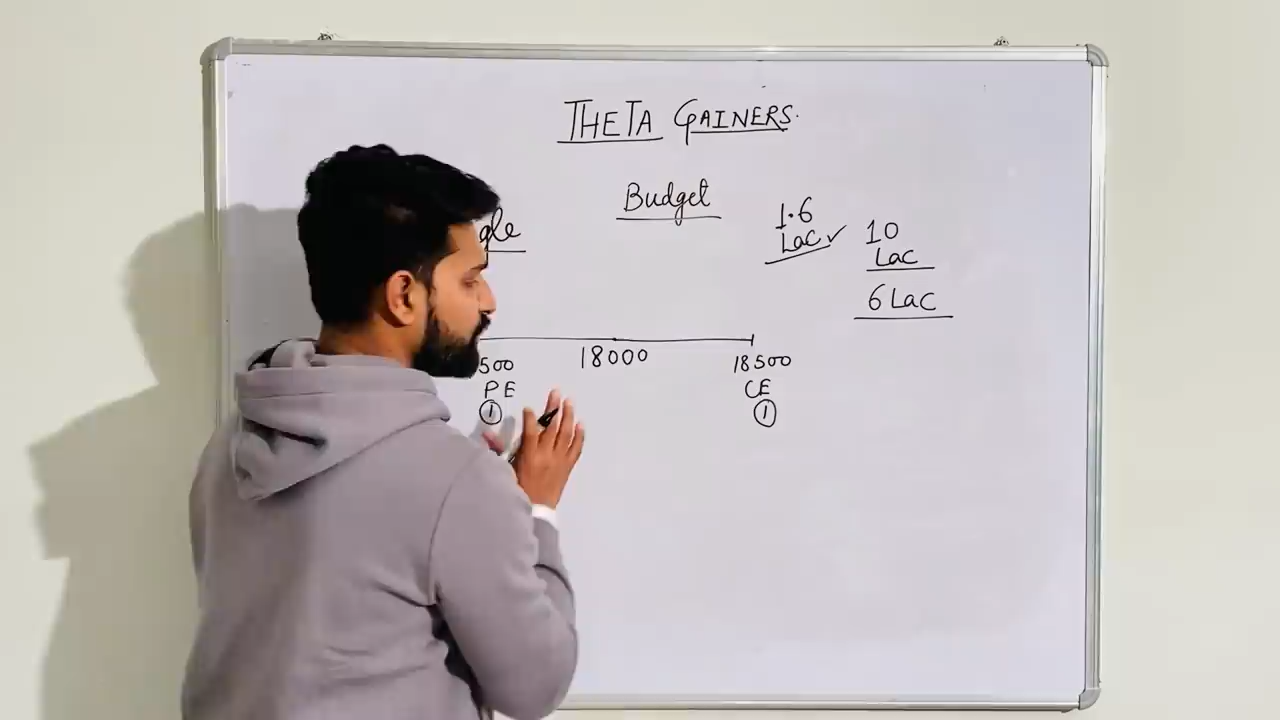 THETA GAINERS.
Budget
1.6
Lac✓
10
Lac
6 Lac
18000
18500
PE
CE
1
1